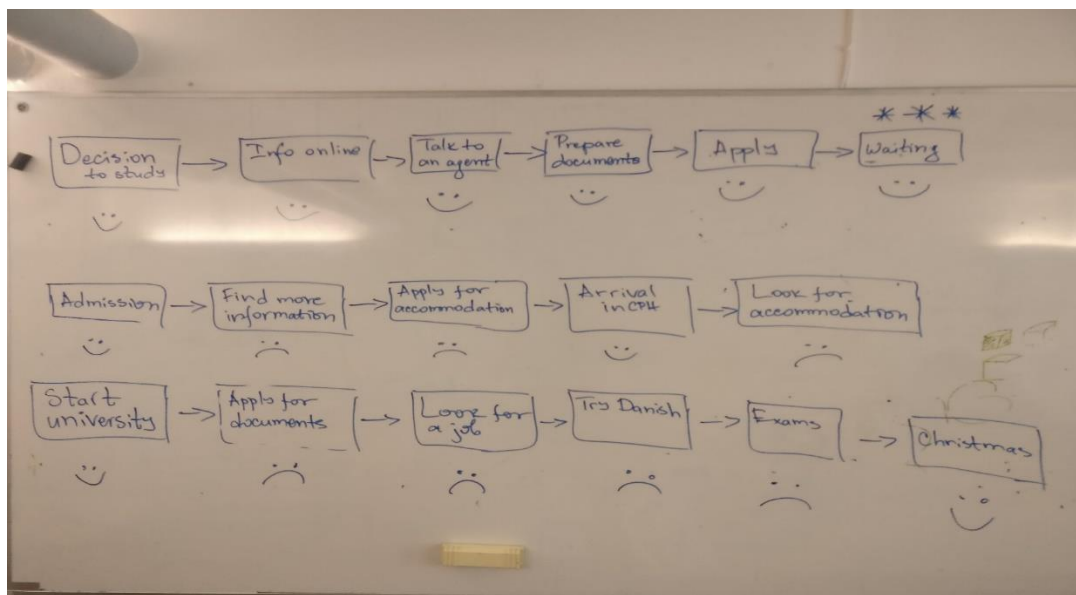 * * *
Decision
to study
Info online
Talk to
an agent
Prepare
documents
Apply
Waiting
Admission
Find more
information
Apply for
accommodation
Arrival
in CPH
Look for
accommodation
Start
university
Apply for
documents
Look for
a job
Try Danish
Exams
Christmas